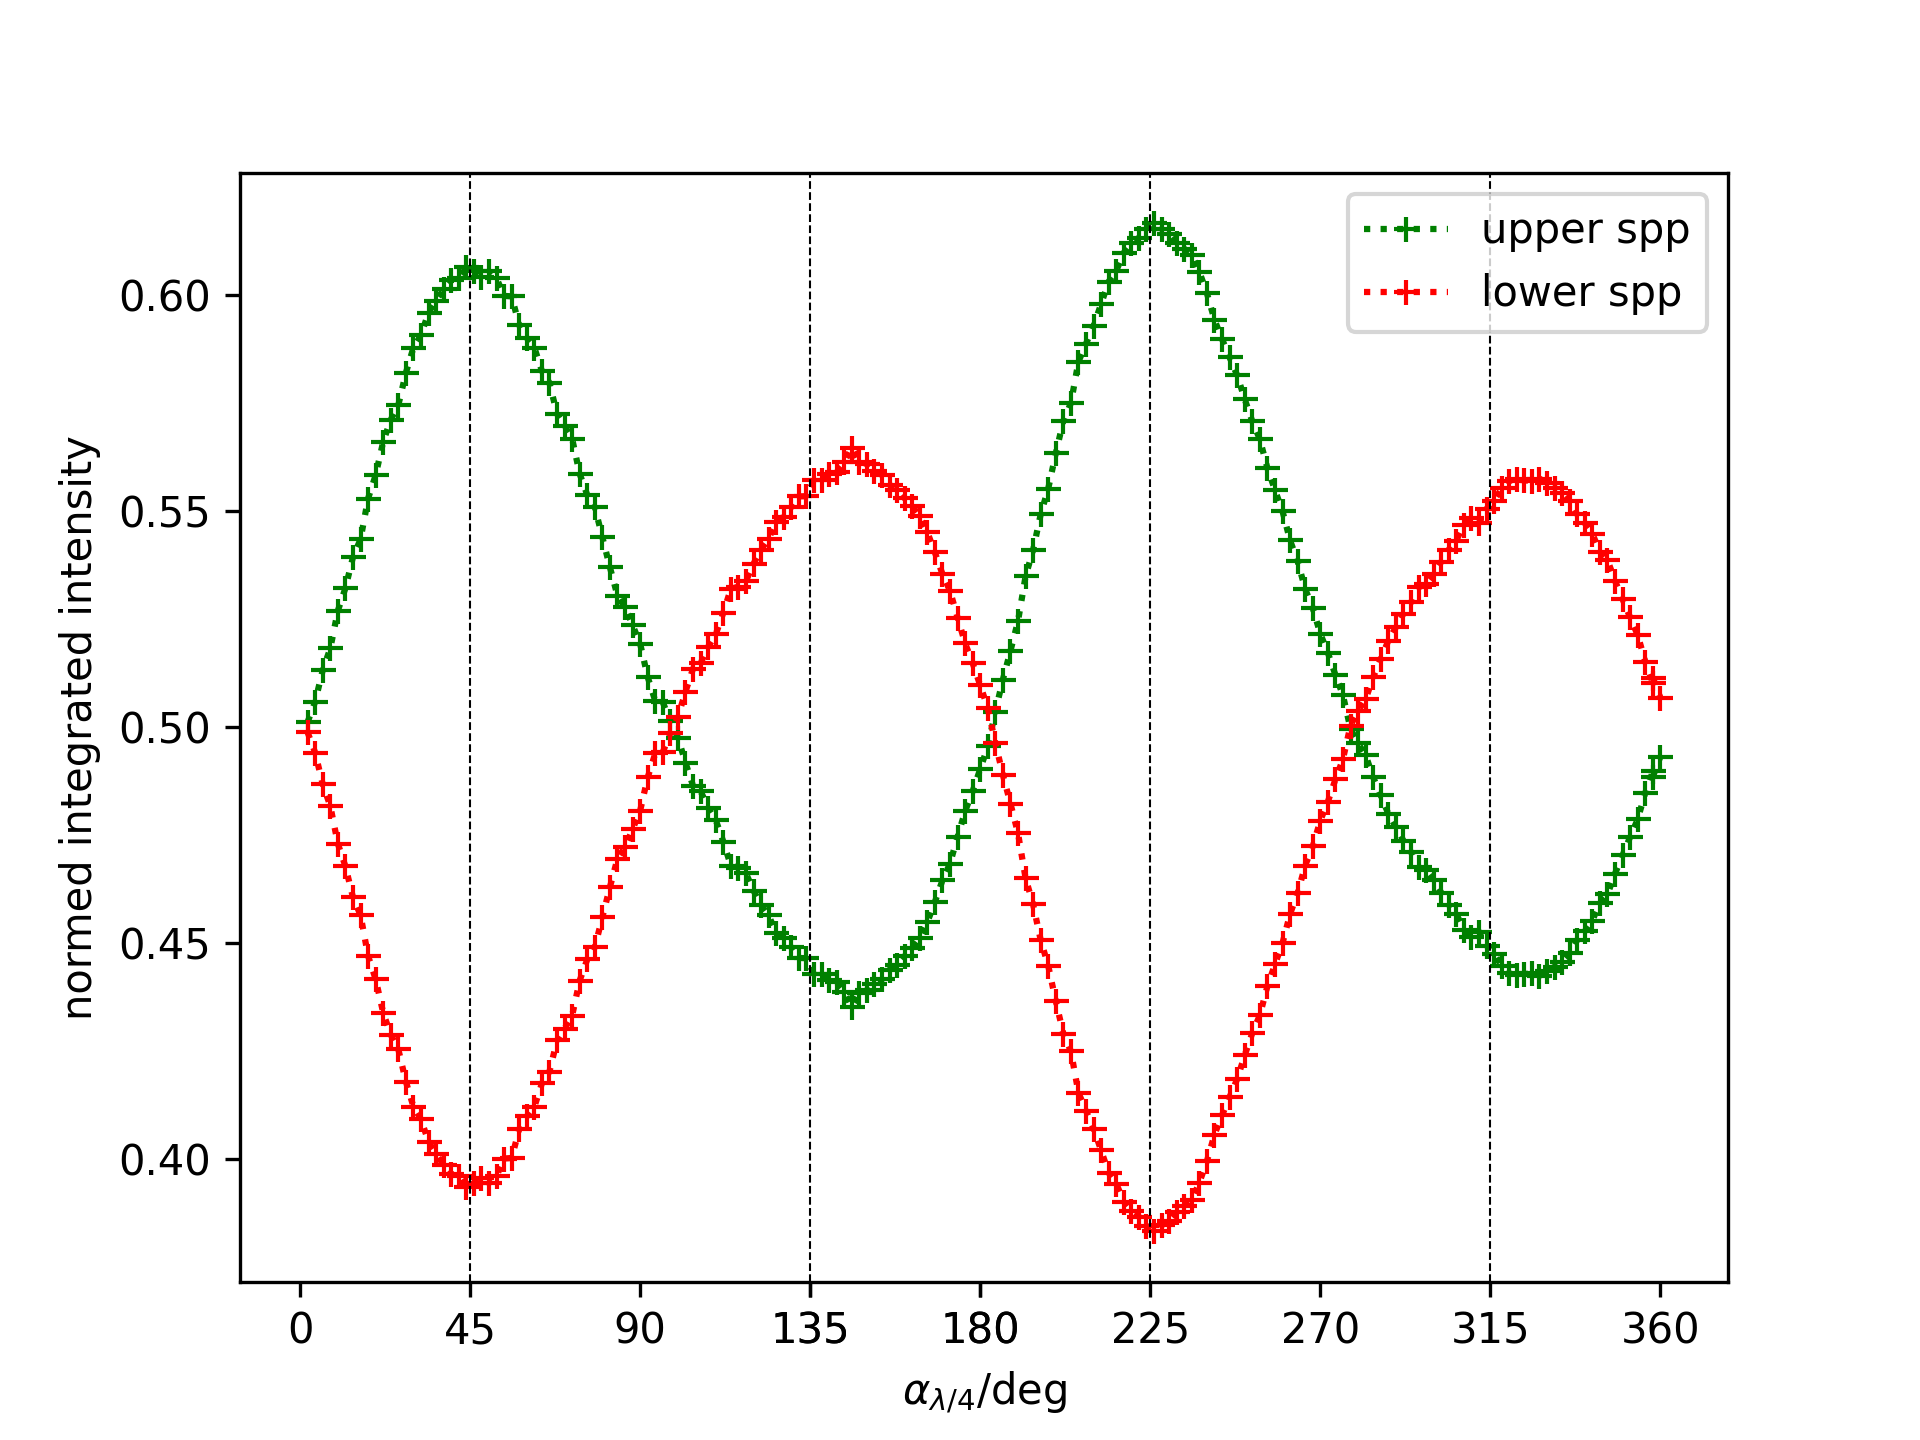 upper spp
lower spp
normed integrated intensity
0.60
0.55
0.50
0.45
0.40
0 45 90 135 180 225 270 315 360
α_{λ/4}/deg